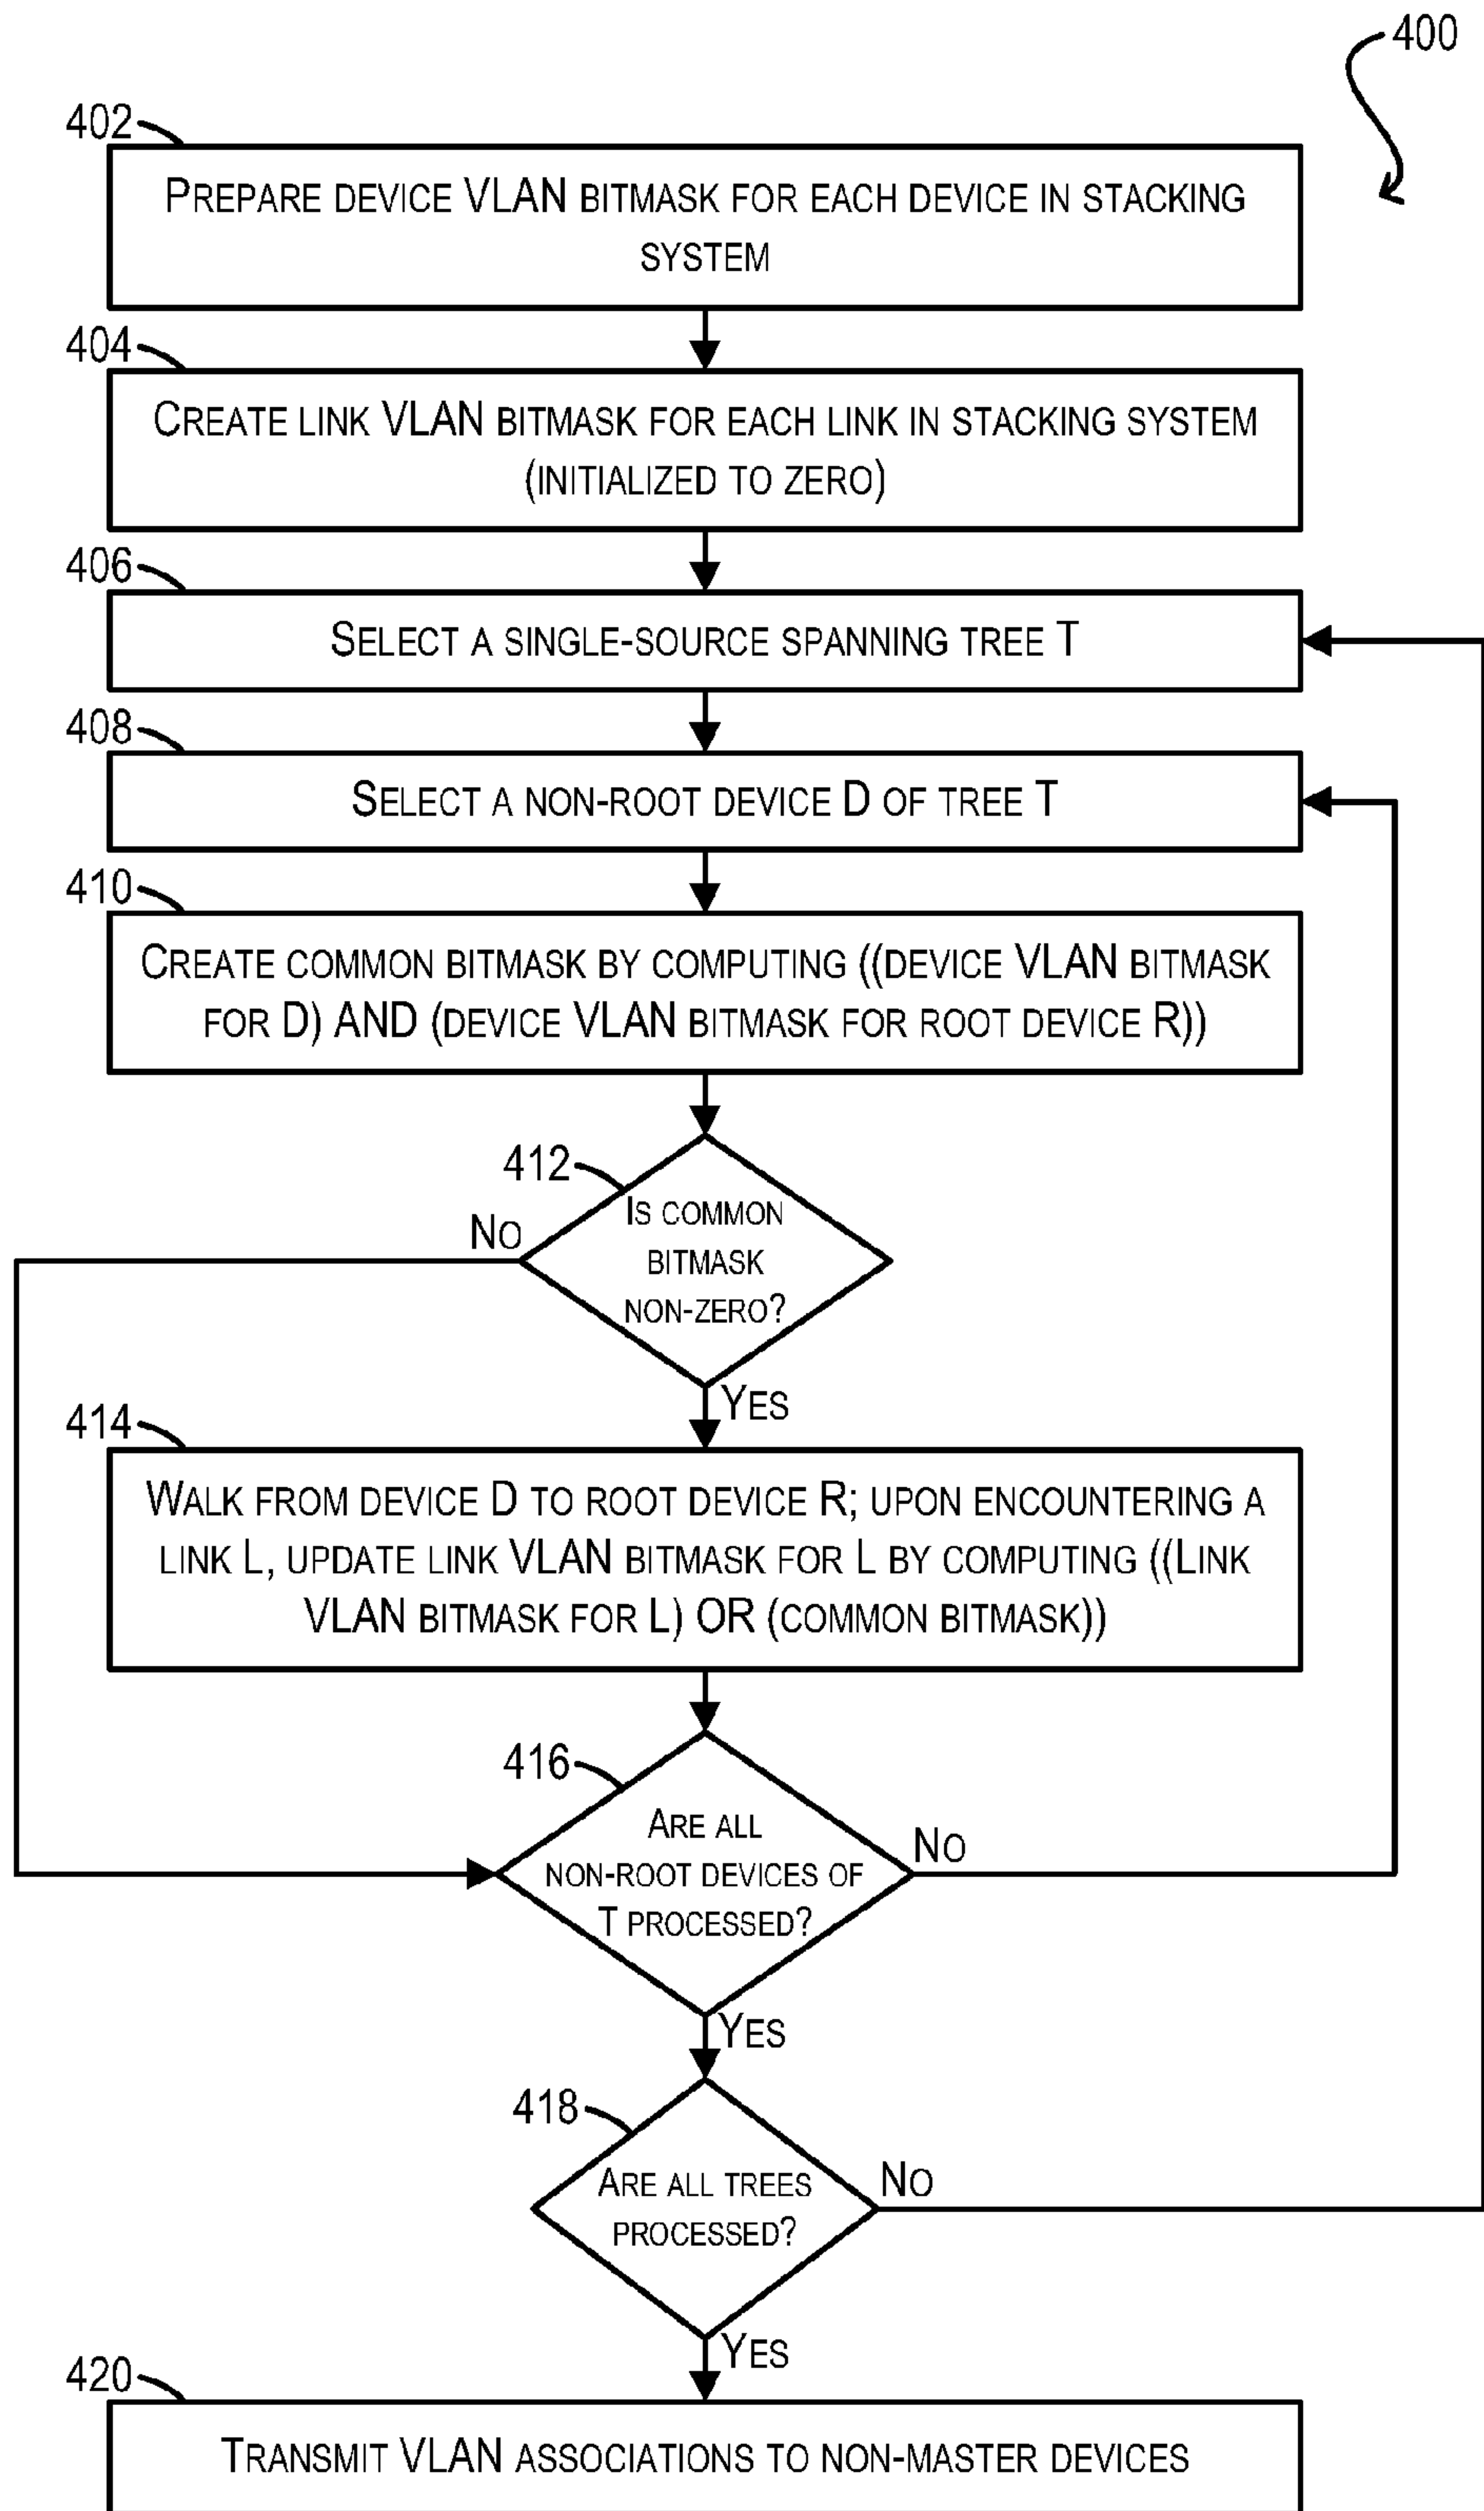 400
402
PREPARE DEVICE VLAN BITMASK FOR EACH DEVICE IN STACKING
SYSTEM
404
CREATE LINK VLAN BITMASK FOR EACH LINK IN STACKING SYSTEM
(INITIALIZED TO ZERO)
406
SELECT A SINGLE-SOURCE SPANNING TREE T
408
SELECT A NON-ROOT DEVICE D OF TREE T
410
CREATE COMMON BITMASK BY COMPUTING ((DEVICE VLAN BITMASK
FOR D) AND (DEVICE VLAN BITMASK FOR ROOT DEVICE R))
412
IS COMMON
BITMASK
NON-ZERO?
NO
YES
414
WALK FROM DEVICE D TO ROOT DEVICE R; UPON ENCOUNTERING A
LINK L, UPDATE LINK VLAN BITMASK FOR L BY COMPUTING ((LINK
VLAN BITMASK FOR L) OR (COMMON BITMASK))
416
ARE ALL
NON-ROOT DEVICES OF
T PROCESSED?
NO
YES
418
ARE ALL TREES
PROCESSED?
NO
YES
420
TRANSMIT VLAN ASSOCIATIONS TO NON-MASTER DEVICES